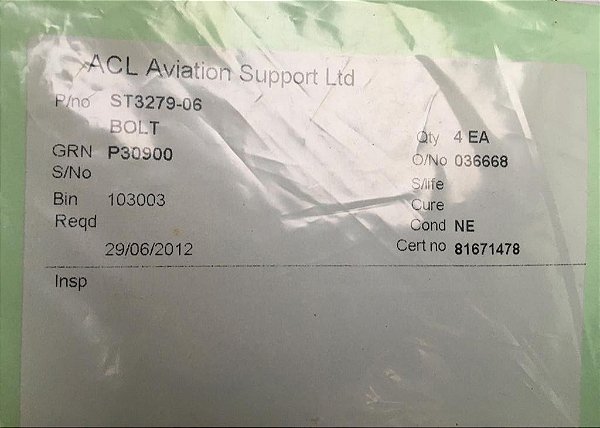 ACL Aviation Support Ltd
P/no ST3279-06
BOLT
Qty 4 EA
GRN P30900
O/No 036668
S/No
S/life
Bin 103003
Cure
Reqd
Cond NE
29/06/2012
Cert no 81671478
Insp